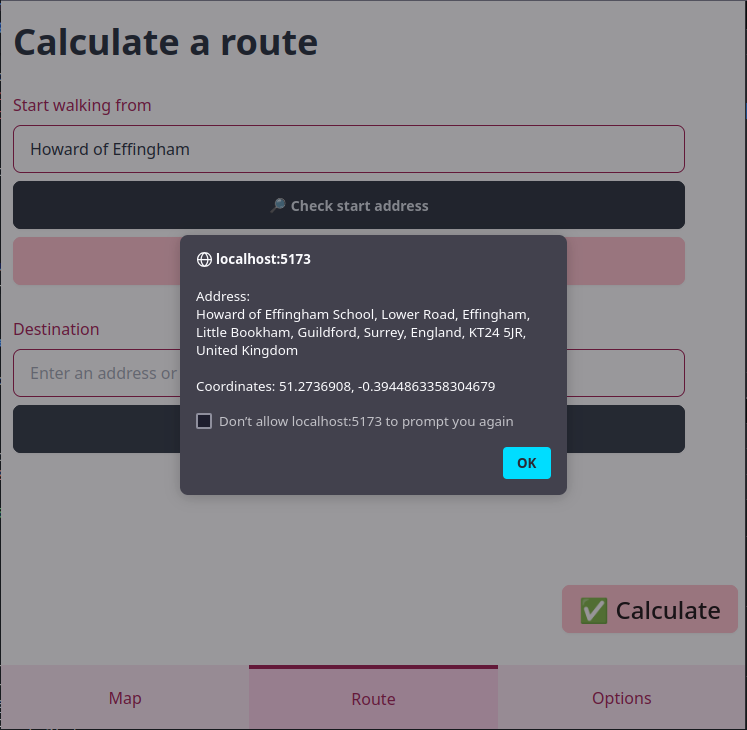 Calculate a route
Start walking from
Howard of Effingham
🔎 Check start address
localhost:5173
Address:
Howard of Effingham School, Lower Road, Effingham,
Little Bookham, Guildford, Surrey, England, KT24 5JR,
United Kingdom
Coordinates: 51.2736908, -0.3944863358304679
Don't allow localhost:5173 to prompt you again
OK
Destination
Enter an address or
✅ Calculate
Map
Route
Options